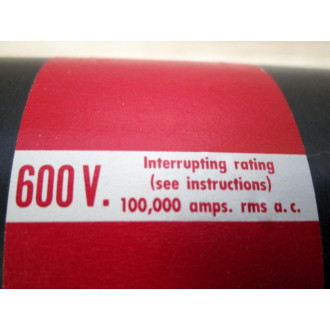 Interrupting rating
600 V. (see instructions)
100,000 amps. rms a.c.